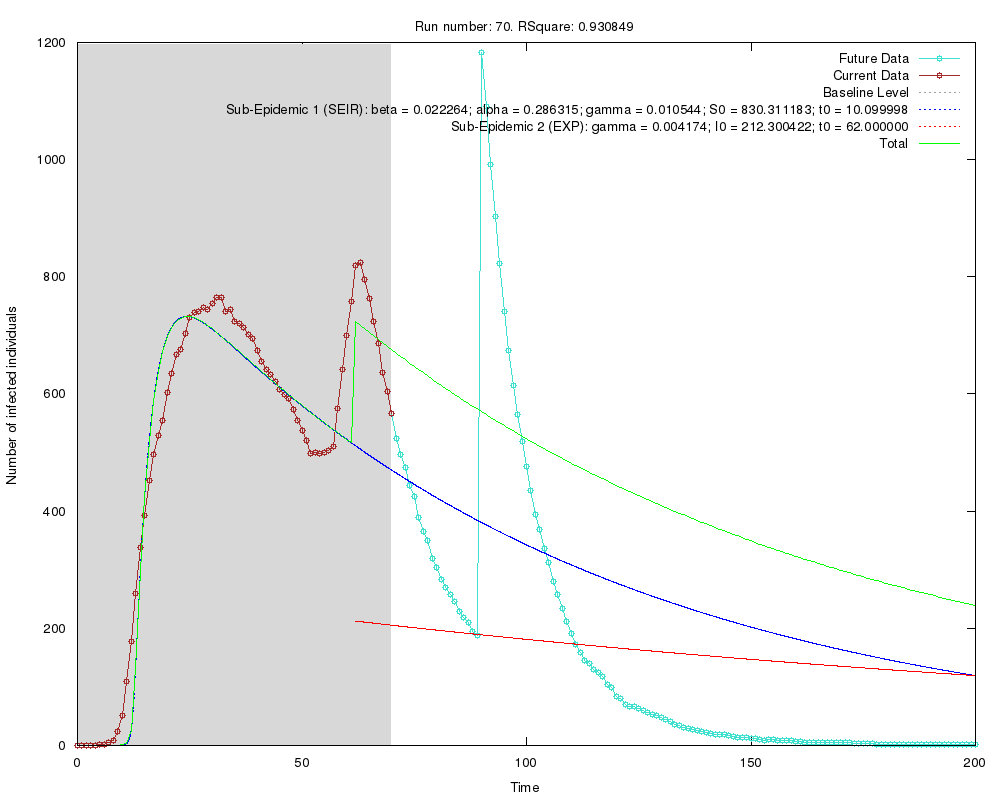 Run number: 70. RSquare: 0.930849
1200
1000
800
600
400
200
0
Number of infected individuals
Future Data
Current Data
Baseline Level
Sub-Epidemic 1 (SEIR): beta = 0.022264; alpha = 0.286315; gamma = 0.010544; S0 = 830.311183; t0 = 10.099998
Sub-Epidemic 2 (EXP): gamma = 0.004174; I0 = 212.300422; t0 = 62.000000
Total
0
50
100
150
200
Time